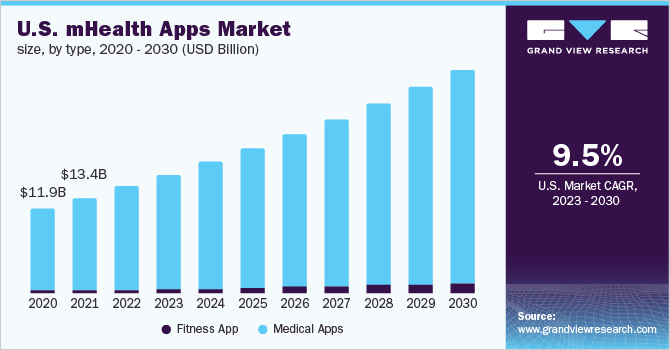 U.S. mHealth Apps Market
size, by type, 2020 - 2030 (USD Billion)
$11.9B
$13.4B
2020 2021 2022 2023 2024 2025 2026 2027 2028 2029 2030
Fitness App Medical Apps
GRAND VIEW RESEARCH
9.5%
U.S. Market CAGR,
2023 - 2030
Source:
www.grandviewresearch.com